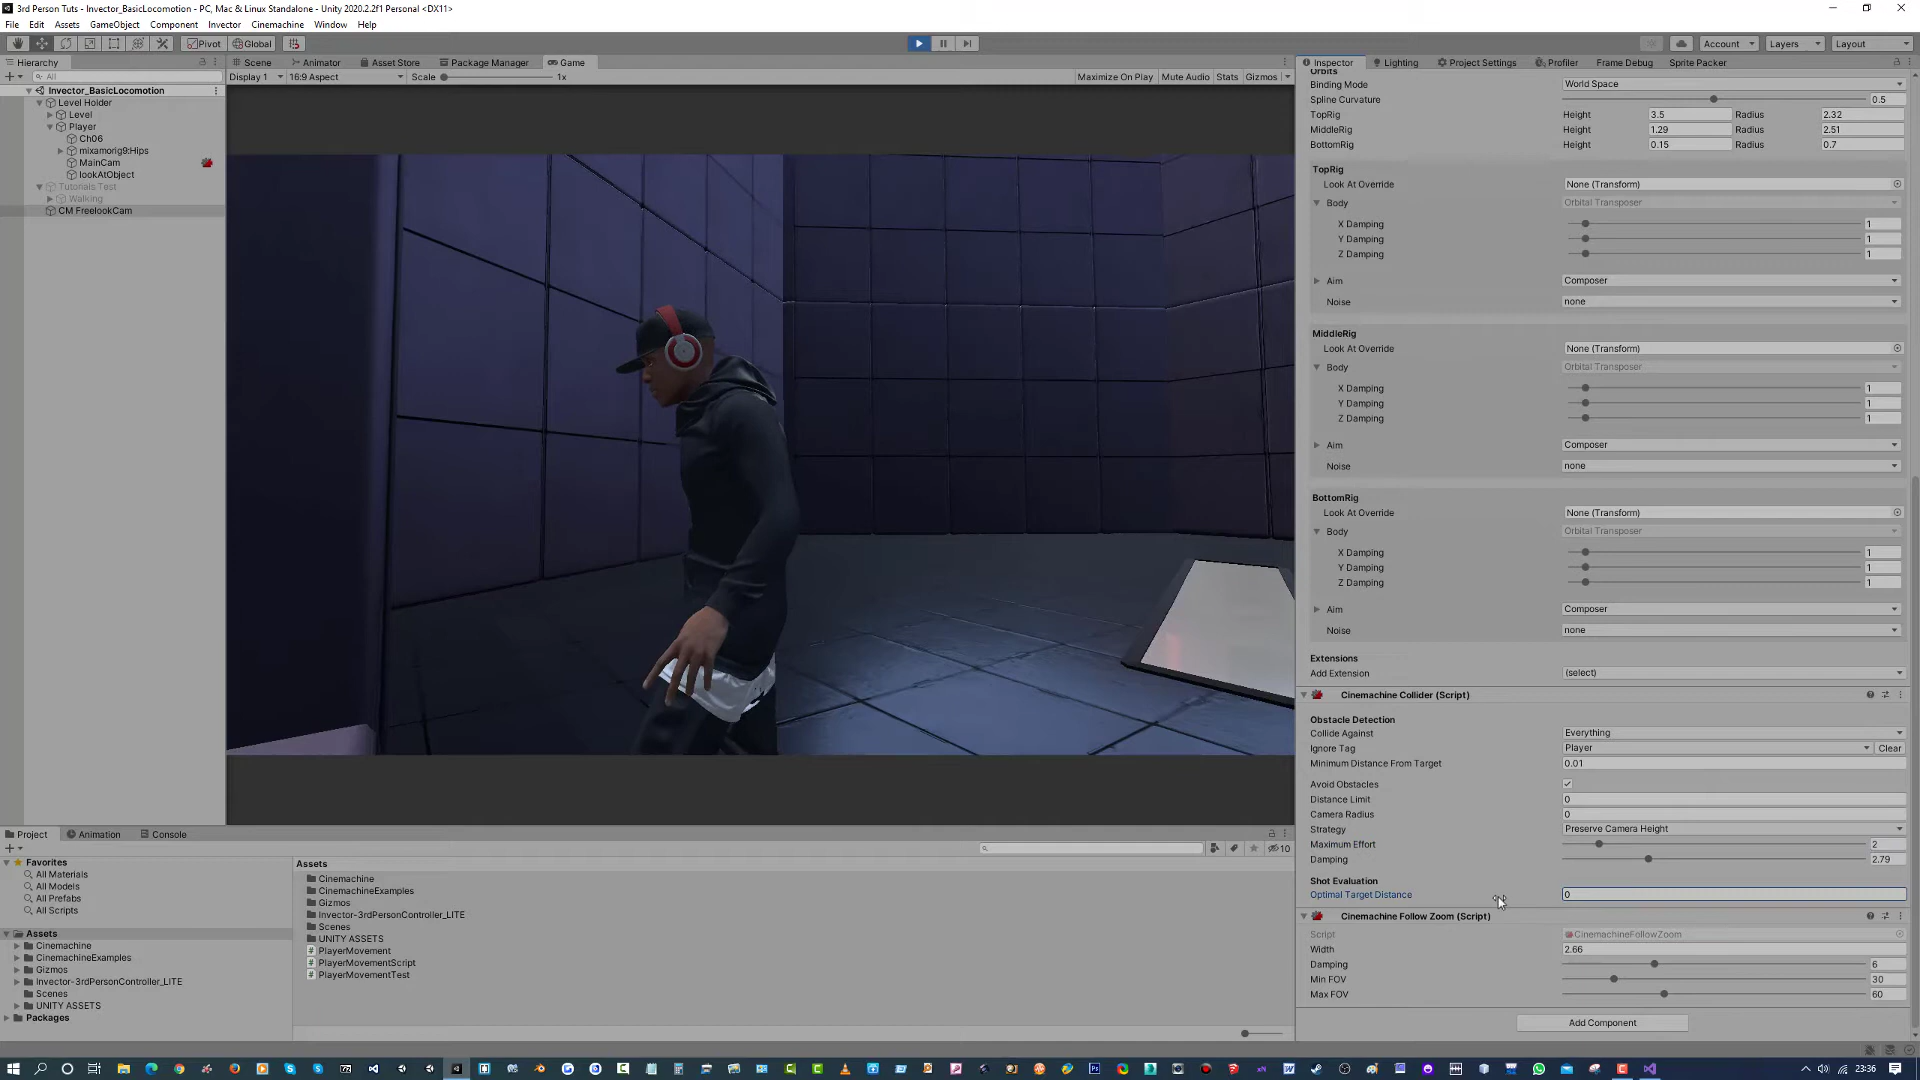 3rd Person Tuts - Invector_BasicLocomotion - PC, Mac & Linux Standalone - Unity 2020.2.2f1 Personal <DX11>
File Edit Assets GameObject Component Invector Cinemachine Window Help
Pivot Global Account Layers Layout
Hierarchy
All
Invector_BasicLocomotion
Level Holder
Level
Player
Ch06
mixamorig9:Hips
MainCam
lookAtObject
Tutorials Test
Walking
CM FreelookCam
Scene Animator Asset Store Package Manager Game
Display 1 16:9 Aspect Scale 1x Maximize On Play Mute Audio Stats Gizmos
Inspector Lighting Project Settings Profiler Frame Debug Sprite Packer
Orbits
Binding Mode World Space
Spline Curvature 0.5
TopRig Height 3.5 Radius 2.32
MiddleRig Height 1.29 Radius 2.51
BottomRig Height 0.15 Radius 0.7
TopRig
Look At Override None (Transform)
Body Orbital Transposer
X Damping 1
Y Damping 1
Z Damping 1
Aim Composer
Noise none
MiddleRig
Look At Override None (Transform)
Body Orbital Transposer
X Damping 1
Y Damping 1
Z Damping 1
Aim Composer
Noise none
BottomRig
Look At Override None (Transform)
Body Orbital Transposer
X Damping 1
Y Damping 1
Z Damping 1
Aim Composer
Noise none
Extensions
Add Extension (select)
Cinemachine Collider (Script)
Obstacle Detection
Collide Against Everything
Ignore Tag Player Clear
Minimum Distance From Target 0.01
Avoid Obstacles
Distance Limit 0
Camera Radius 0
Strategy Preserve Camera Height
Maximum Effort 2
Damping 2.79
Shot Evaluation
Optimal Target Distance 0
Cinemachine Follow Zoom (Script)
Script CinemachineFollowZoom
Width 2.66
Damping 6
Min FOV 30
Max FOV 60
Add Component
Project Animation Console
10
Favorites
All Materials
All Models
All Prefabs
All Scripts
Assets
Cinemachine
CinemachineExamples
Gizmos
Invector-3rdPersonController_LITE
Scenes
UNITY ASSETS
Packages
Assets
Cinemachine
CinemachineExamples
Gizmos
Invector-3rdPersonController_LITE
Scenes
UNITY ASSETS
PlayerMovement
PlayerMovementScript
PlayerMovementTest
23:36